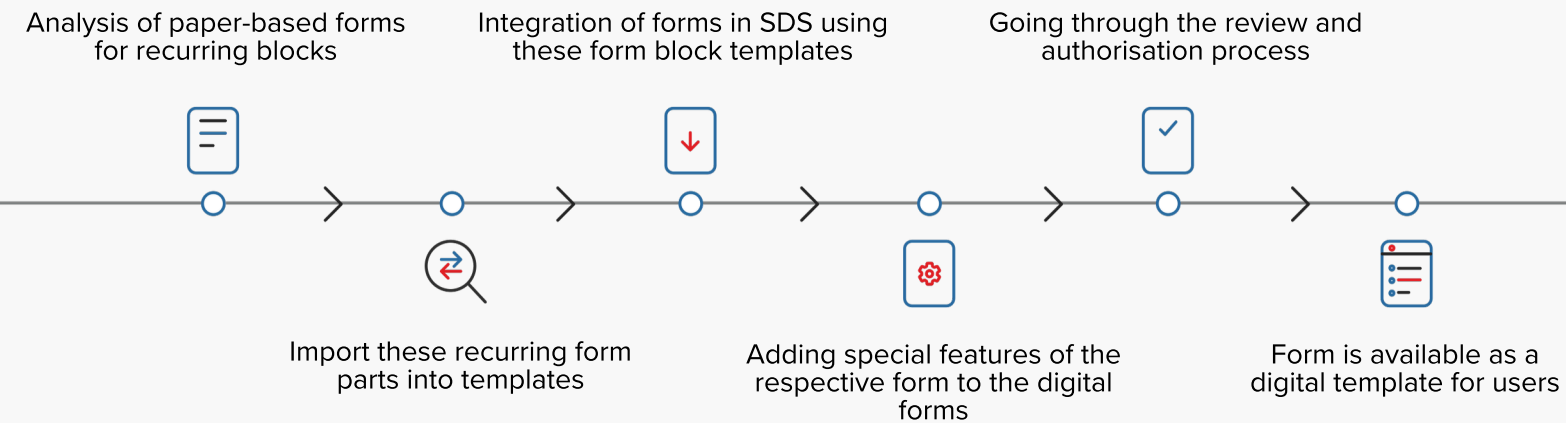 Analysis of paper-based forms
for recurring blocks
Import these recurring form
parts into templates
Integration of forms in SDS using
these form block templates
Adding special features of the
respective form to the digital
forms
Going through the review and
authorisation process
Form is available as a
digital template for users